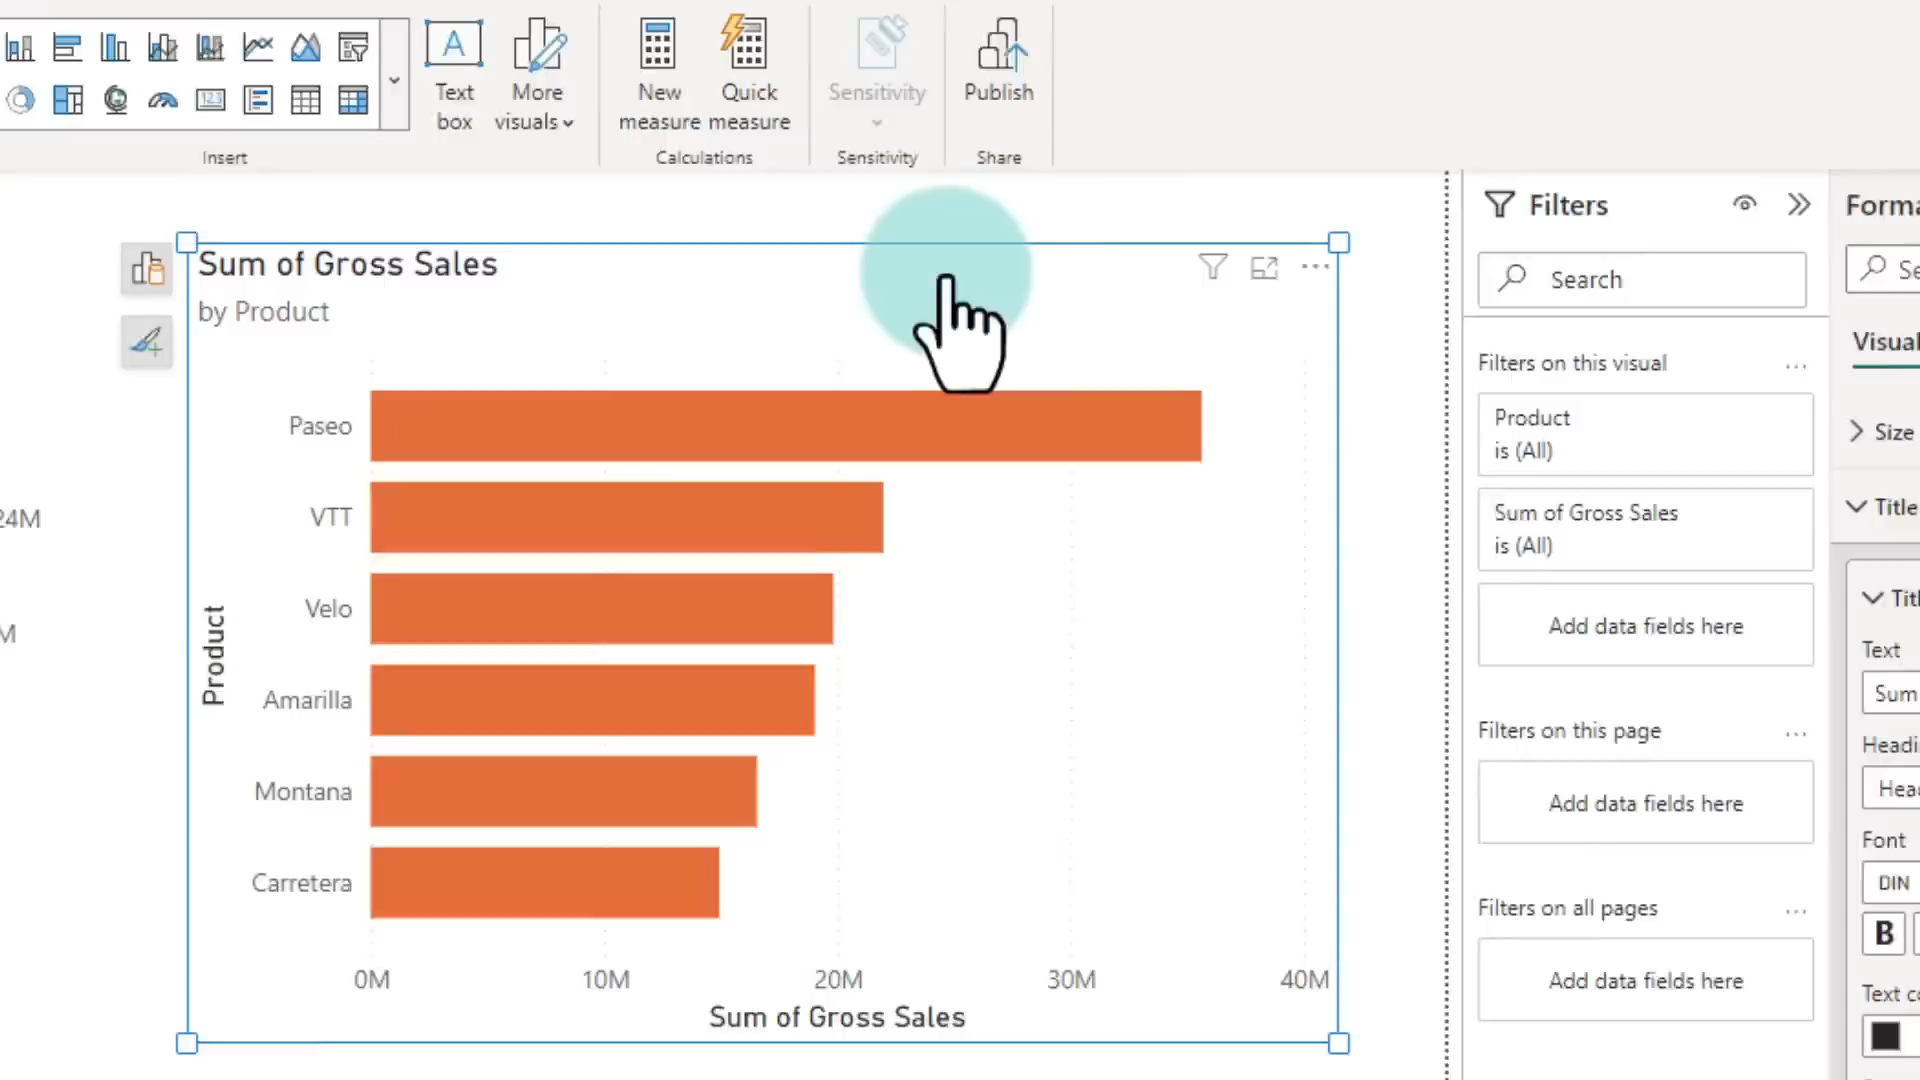 123
A
Text
box
More
visuals
Insert
New
measure
Quick
measure
Calculations
Sensitivity
Sensitivity
Publish
Share
24M
M
Sum of Gross Sales
by Product
Product
Paseo
VTT
Velo
Amarilla
Montana
Carretera
0M 10M 20M 30M 40M
Sum of Gross Sales
Filters
Search
Filters on this visual
Product
is (All)
Sum of Gross Sales
is (All)
Add data fields here
Filters on this page
Add data fields here
Filters on all pages
Add data fields here
Forma
Se
Visual
Size
Title
Titl
Text
Sum
Headi
Head
Font
DIN
B
Text co